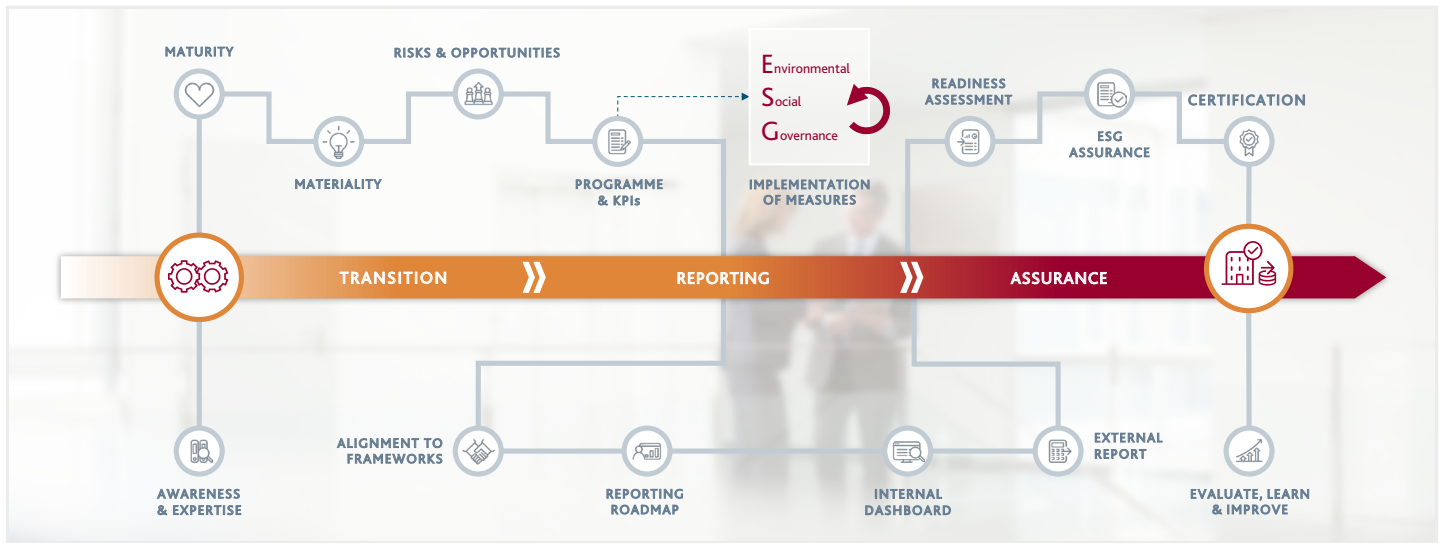 MATURITY
RISKS & OPPORTUNITIES
MATERIALITY
PROGRAMME
& KPIs
Environmental
Social
Governance
IMPLEMENTATION
OF MEASURES
READINESS
ASSESSMENT
ESG
ASSURANCE
CERTIFICATION
TRANSITION
REPORTING
ASSURANCE
AWARENESS
& EXPERTISE
ALIGNMENT TO
FRAMEWORKS
REPORTING
ROADMAP
INTERNAL
DASHBOARD
EXTERNAL
REPORT
EVALUATE, LEARN
& IMPROVE